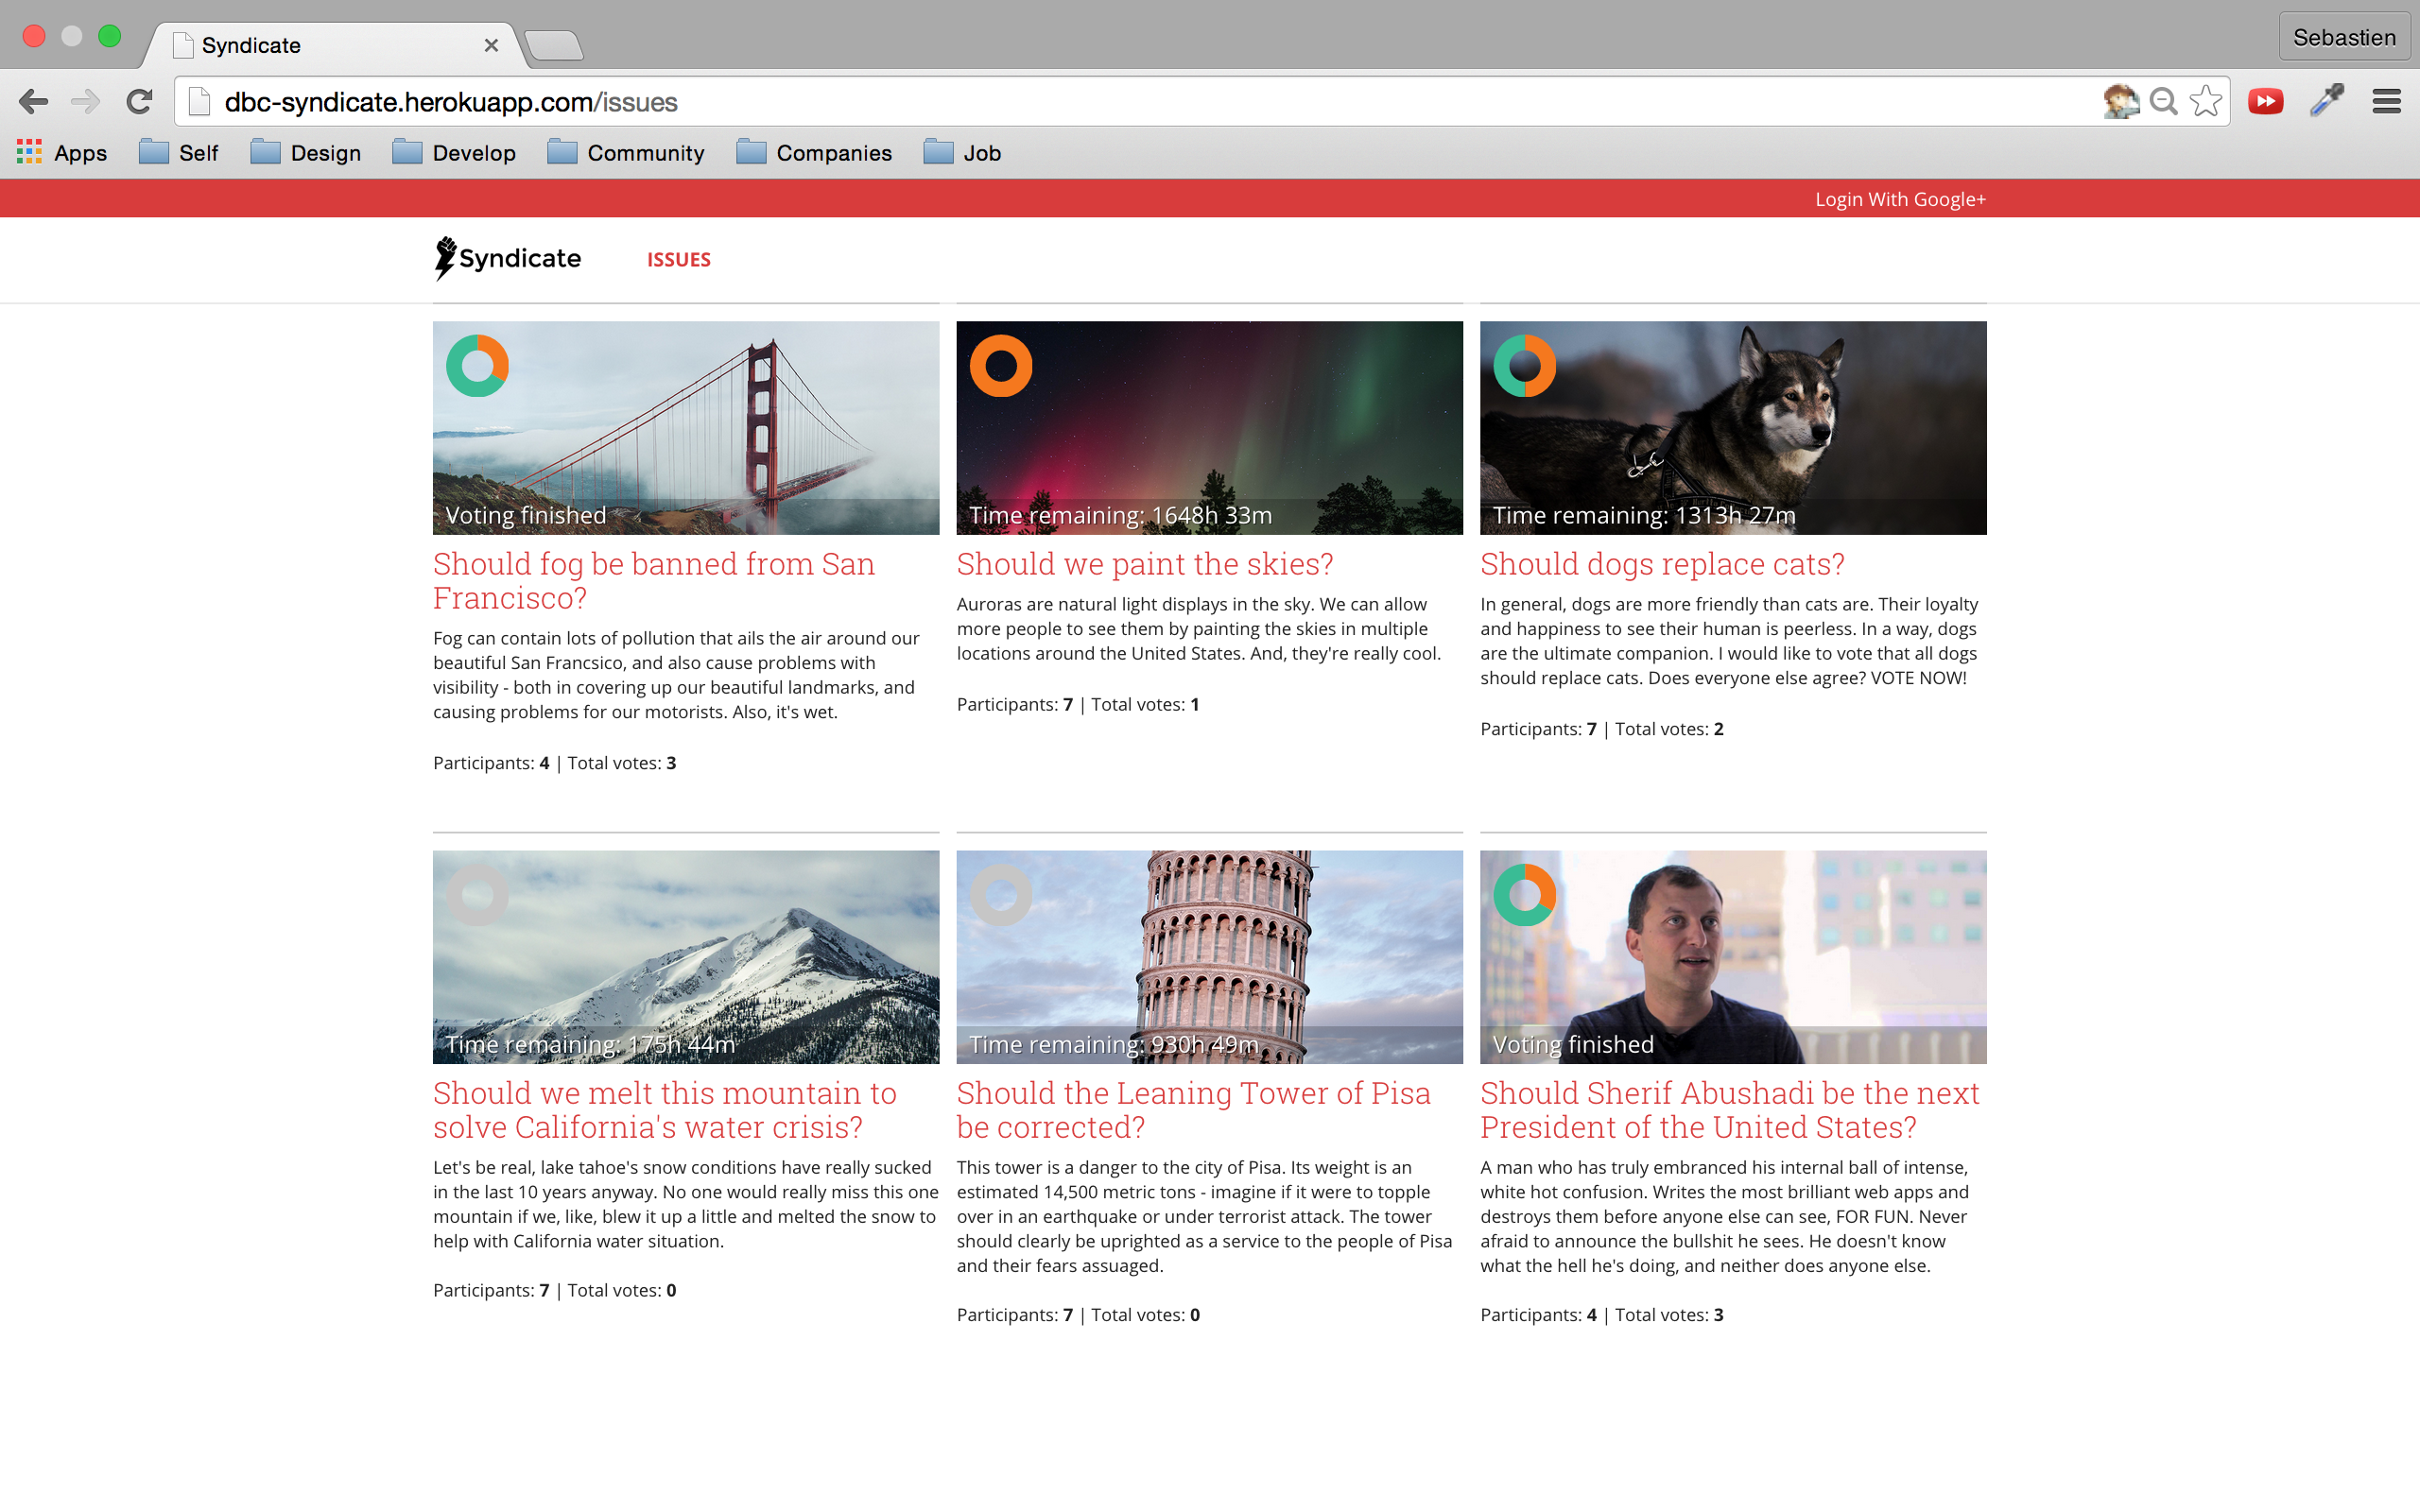 Syndicate
Sebastien
dbc-syndicate.herokuapp.com/issues
Apps Self Design Develop Community Companies Job
Login With Google+
Syndicate ISSUES
Voting finished
Should fog be banned from San
Francisco?
Fog can contain lots of pollution that ails the air around our
beautiful San Francsico, and also cause problems with
visibility - both in covering up our beautiful landmarks, and
causing problems for our motorists. Also, it's wet.
Participants: 4 | Total votes: 3
Time remaining: 1648h 33m
Should we paint the skies?
Auroras are natural light displays in the sky. We can allow
more people to see them by painting the skies in multiple
locations around the United States. And, they're really cool.
Participants: 7 | Total votes: 1
Time remaining: 1313h 27m
Should dogs replace cats?
In general, dogs are more friendly than cats are. Their loyalty
and happiness to see their human is peerless. In a way, dogs
are the ultimate companion. I would like to vote that all dogs
should replace cats. Does everyone else agree? VOTE NOW!
Participants: 7 | Total votes: 2
Time remaining: 175h 44m
Should we melt this mountain to
solve California's water crisis?
Let's be real, lake tahoe's snow conditions have really sucked
in the last 10 years anyway. No one would really miss this one
mountain if we, like, blew it up a little and melted the snow to
help with California water situation.
Participants: 7 | Total votes: 0
Time remaining: 930h 49m
Should the Leaning Tower of Pisa
be corrected?
This tower is a danger to the city of Pisa. Its weight is an
estimated 14,500 metric tons - imagine if it were to topple
over in an earthquake or under terrorist attack. The tower
should clearly be uprighted as a service to the people of Pisa
and their fears assuaged.
Participants: 7 | Total votes: 0
Voting finished
Should Sherif Abushadi be the next
President of the United States?
A man who has truly embranced his internal ball of intense,
white hot confusion. Writes the most brilliant web apps and
destroys them before anyone else can see, FOR FUN. Never
afraid to announce the bullshit he sees. He doesn't know
what the hell he's doing, and neither does anyone else.
Participants: 4 | Total votes: 3